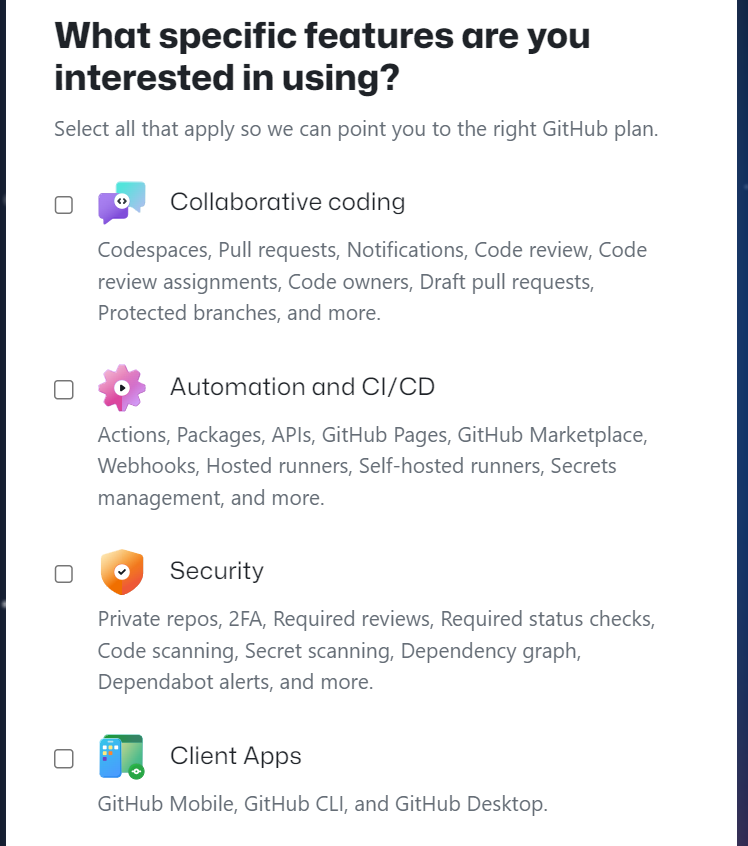 What specific features are you
interested in using?
Select all that apply so we can point you to the right GitHub plan.
Collaborative coding
Codespaces, Pull requests, Notifications, Code review, Code
review assignments, Code owners, Draft pull requests,
Protected branches, and more.
Automation and CI/CD
Actions, Packages, APIs, GitHub Pages, GitHub Marketplace,
Webhooks, Hosted runners, Self-hosted runners, Secrets
management, and more.
Security
Private repos, 2FA, Required reviews, Required status checks,
Code scanning, Secret scanning, Dependency graph,
Dependabot alerts, and more.
Client Apps
GitHub Mobile, GitHub CLI, and GitHub Desktop.